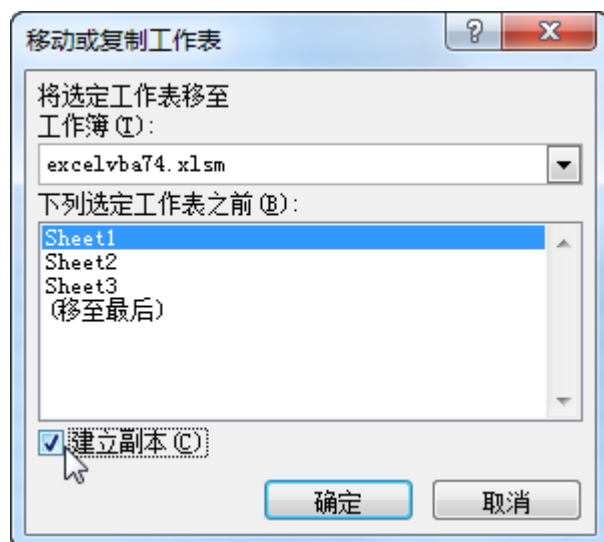 移动或复制工作表
将选定工作表移至
工作簿(T):
excelvba74.xlsm
下列选定工作表之前(B):
Sheet1
Sheet2
Sheet3
(移至最后)
建立副本(C)
确定 取消